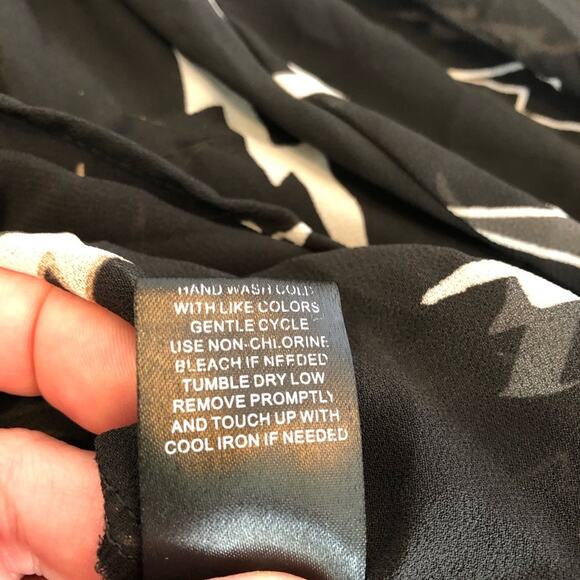 HAND WASH COLD
WITH LIKE COLORS
GENTLE CYCLE
USE NON-CHLORINE
BLEACH IF NEEDED
TUMBLE DRY LOW
REMOVE PROMPTLY
AND TOUCH UP WITH
COOL IRON IF NEEDED